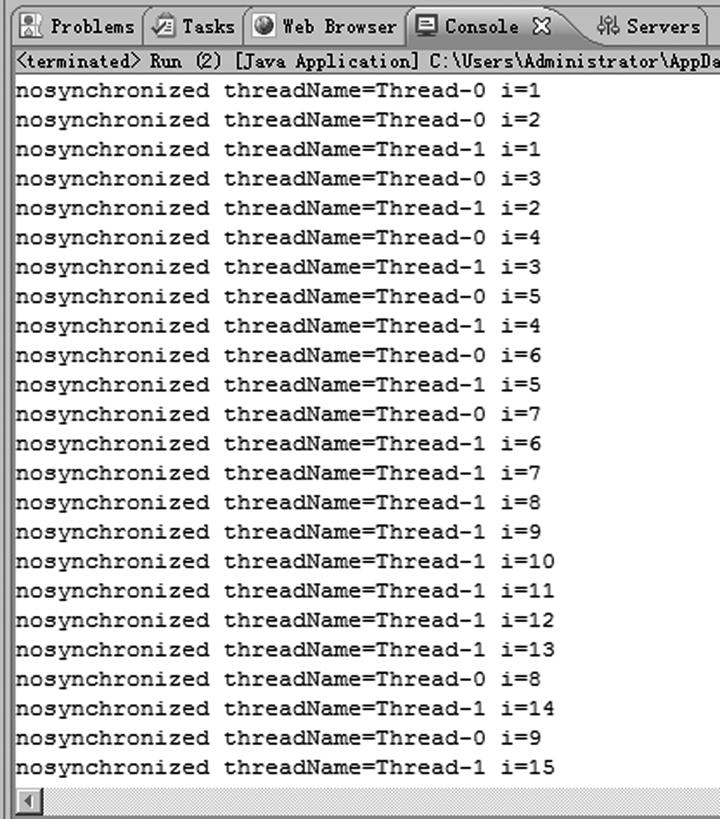 Problems Tasks Web Browser Console Servers
<terminated> Run (2) [Java Application] C:\Users\Administrator\AppDa
nosynchronized threadName=Thread-0 i=1
nosynchronized threadName=Thread-0 i=2
nosynchronized threadName=Thread-1 i=1
nosynchronized threadName=Thread-0 i=3
nosynchronized threadName=Thread-1 i=2
nosynchronized threadName=Thread-0 i=4
nosynchronized threadName=Thread-1 i=3
nosynchronized threadName=Thread-0 i=5
nosynchronized threadName=Thread-1 i=4
nosynchronized threadName=Thread-0 i=6
nosynchronized threadName=Thread-1 i=5
nosynchronized threadName=Thread-0 i=7
nosynchronized threadName=Thread-1 i=6
nosynchronized threadName=Thread-1 i=7
nosynchronized threadName=Thread-1 i=8
nosynchronized threadName=Thread-1 i=9
nosynchronized threadName=Thread-1 i=10
nosynchronized threadName=Thread-1 i=11
nosynchronized threadName=Thread-1 i=12
nosynchronized threadName=Thread-1 i=13
nosynchronized threadName=Thread-0 i=8
nosynchronized threadName=Thread-1 i=14
nosynchronized threadName=Thread-0 i=9
nosynchronized threadName=Thread-1 i=15